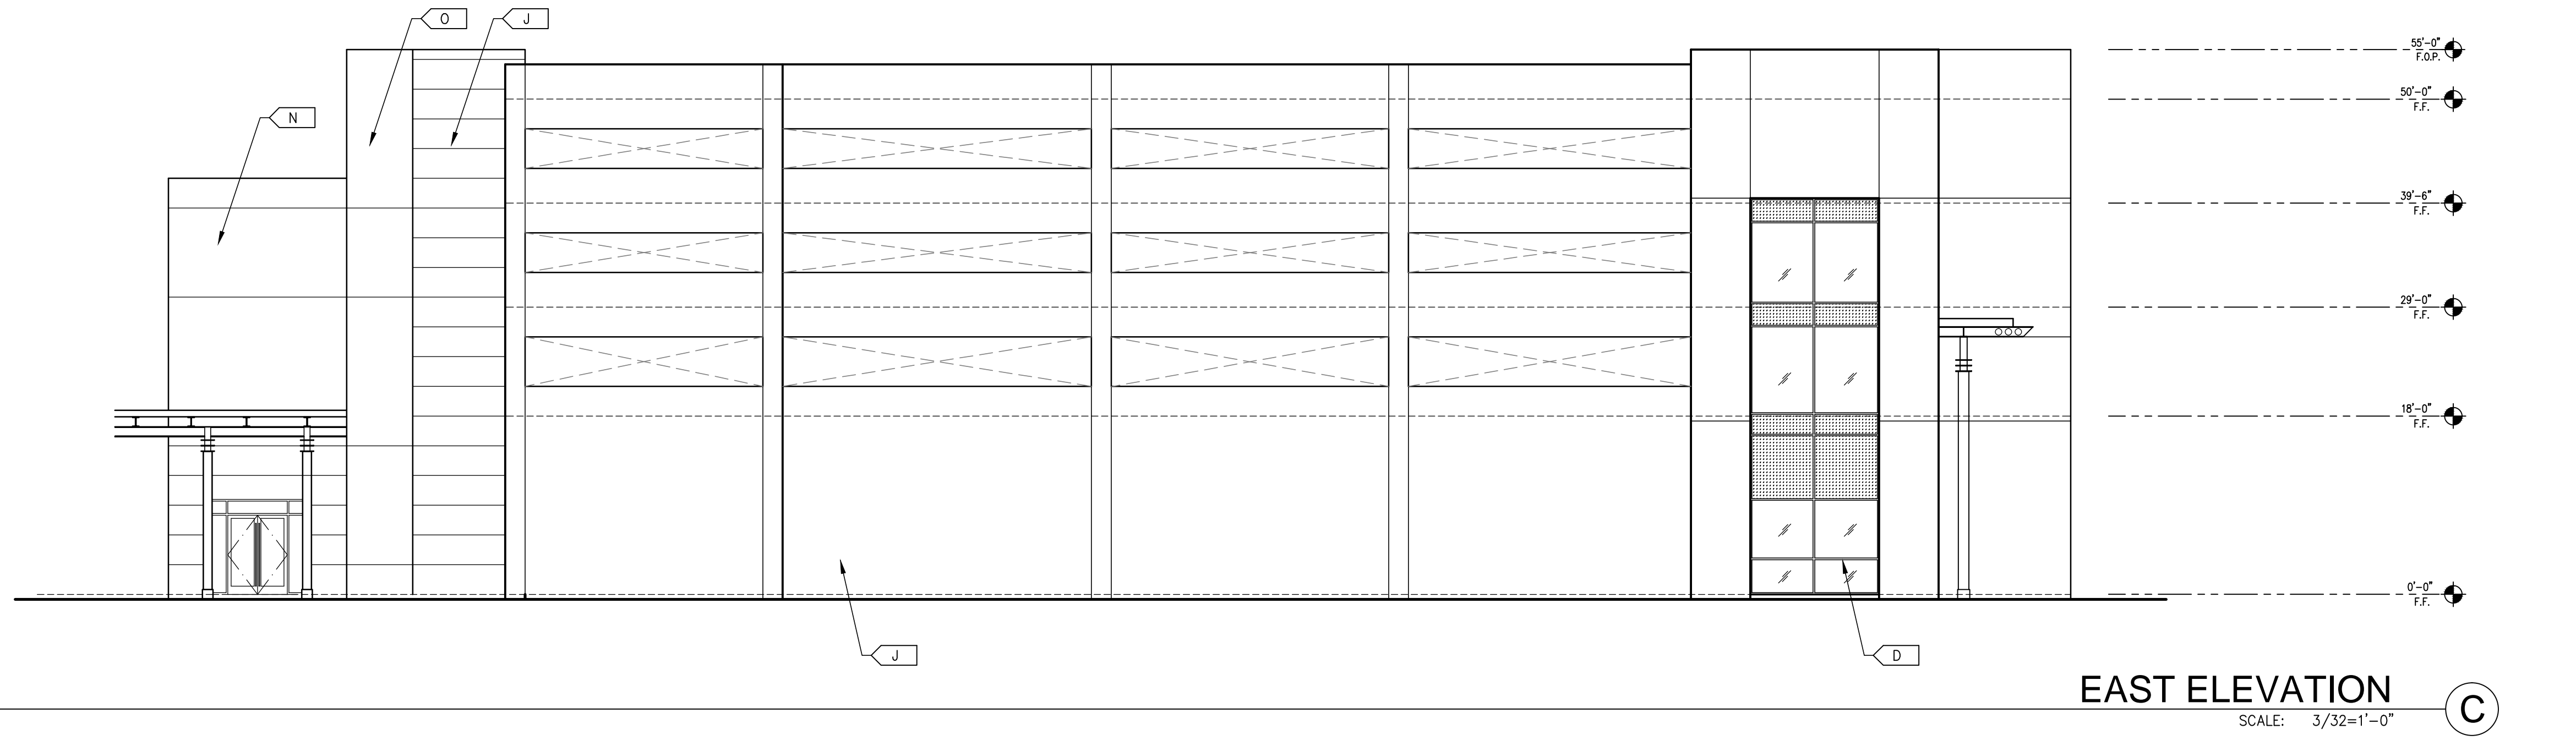 O
J
55'-0"
F.O.P.
50'-0"
F.F.
N
39'-6"
F.F.
29'-0"
F.F.
18'-0"
F.F.
0'-0"
F.F.
J
D
EAST ELEVATION
C
SCALE: 3/32=1'-0"